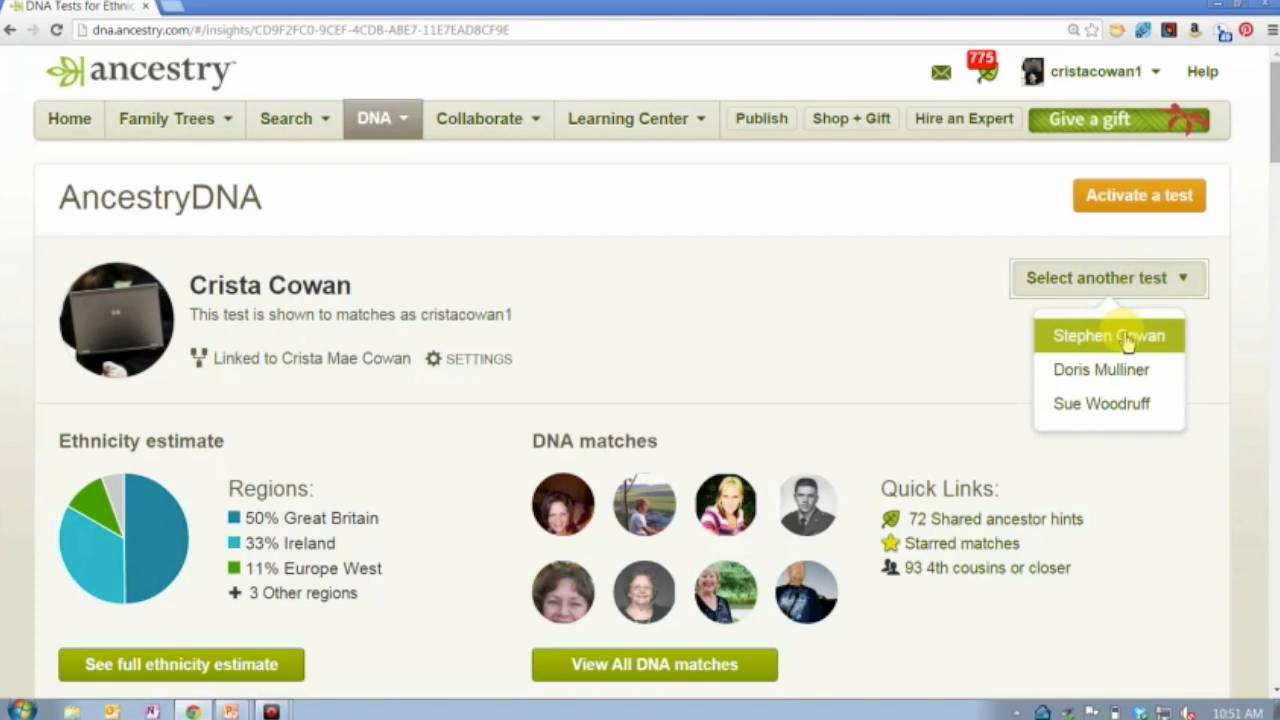 DNA Tests for Ethnic
dna.ancestry.com/#/insights/CD9F2FC0-9CEF-4CDB-ABE7-11E7EAD8CF9E
ancestry
775
cristacowan1
Help
Home
Family Trees
Search
DNA
Collaborate
Learning Center
Publish
Shop + Gift
Hire an Expert
Give a gift
AncestryDNA
Activate a test
Crista Cowan
This test is shown to matches as cristacowan1
Linked to Crista Mae Cowan
SETTINGS
Select another test
Stephen Cowan
Doris Mulliner
Sue Woodruff
Ethnicity estimate
Regions:
50% Great Britain
33% Ireland
11% Europe West
3 Other regions
See full ethnicity estimate
DNA matches
View All DNA matches
Quick Links:
72 Shared ancestor hints
Starred matches
93 4th cousins or closer
10:51 AM